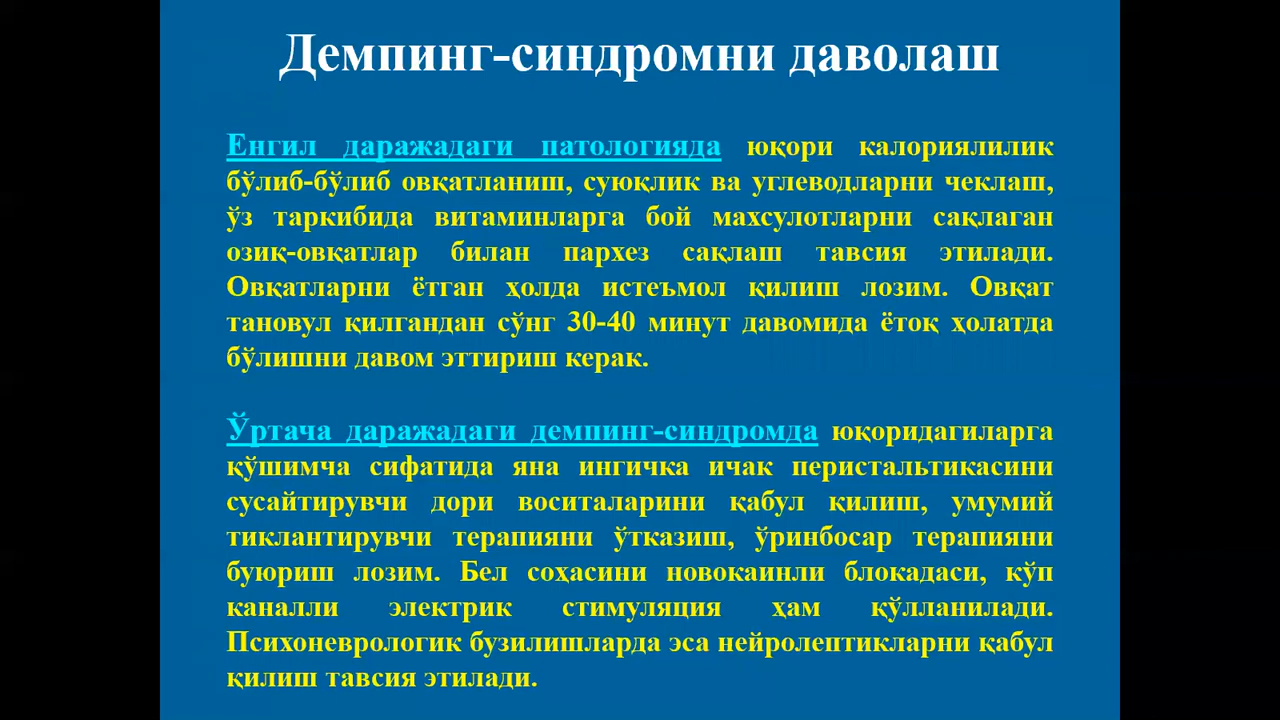 Демпинг-синдромни даволаш
Енгил даражадаги патологияда юқори калориялилик
бўлиб-бўлиб овқатланиш, суюқлик ва углеводларни чеклаш,
ўз таркибида витаминларга бой махсулотларни сақлаган
озиқ-овқатлар билан пархез сақлаш тавсия этилади.
Овқатларни ётган ҳолда истеъмол қилиш лозим. Овқат
тановул қилгандан сўнг 30-40 минут давомида ётоқ ҳолатда
бўлишни давом эттириш керак.
Ўртача даражадаги демпинг-синдромда юқоридагиларга
қўшимча сифатида яна ингичка ичак перистальтикасини
сусайтирувчи дори воситаларини қабул қилиш, умумий
тиклантирувчи терапияни ўтказиш, ўринбосар терапияни
буюриш лозим. Бел соҳасини новокаинли блокадаси, кўп
каналли электрик стимуляция ҳам қўлланилади.
Психоневрологик бузилишларда эса нейролептикларни қабул
қилиш тавсия этилади.